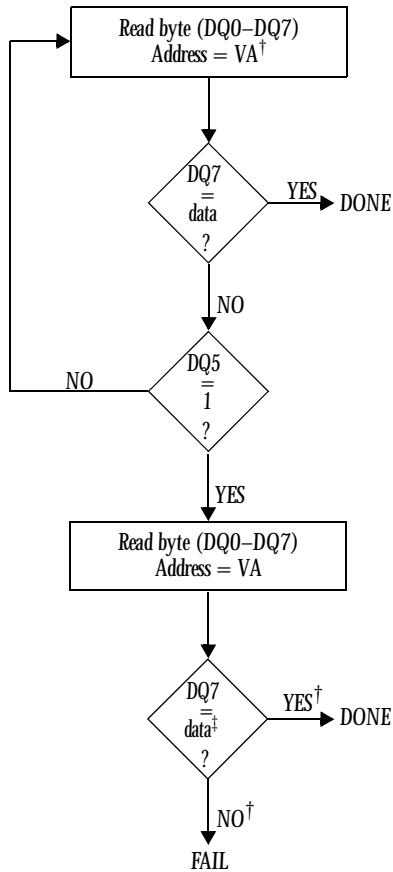 Read byte (DQ0–DQ7)
Address = VA†
DQ7
=
data
?
YES
DONE
NO
DQ5
=
1
?
NO
YES
Read byte (DQ0–DQ7)
Address = VA
DQ7
=
data‡
?
YES†
DONE
NO†
FAIL